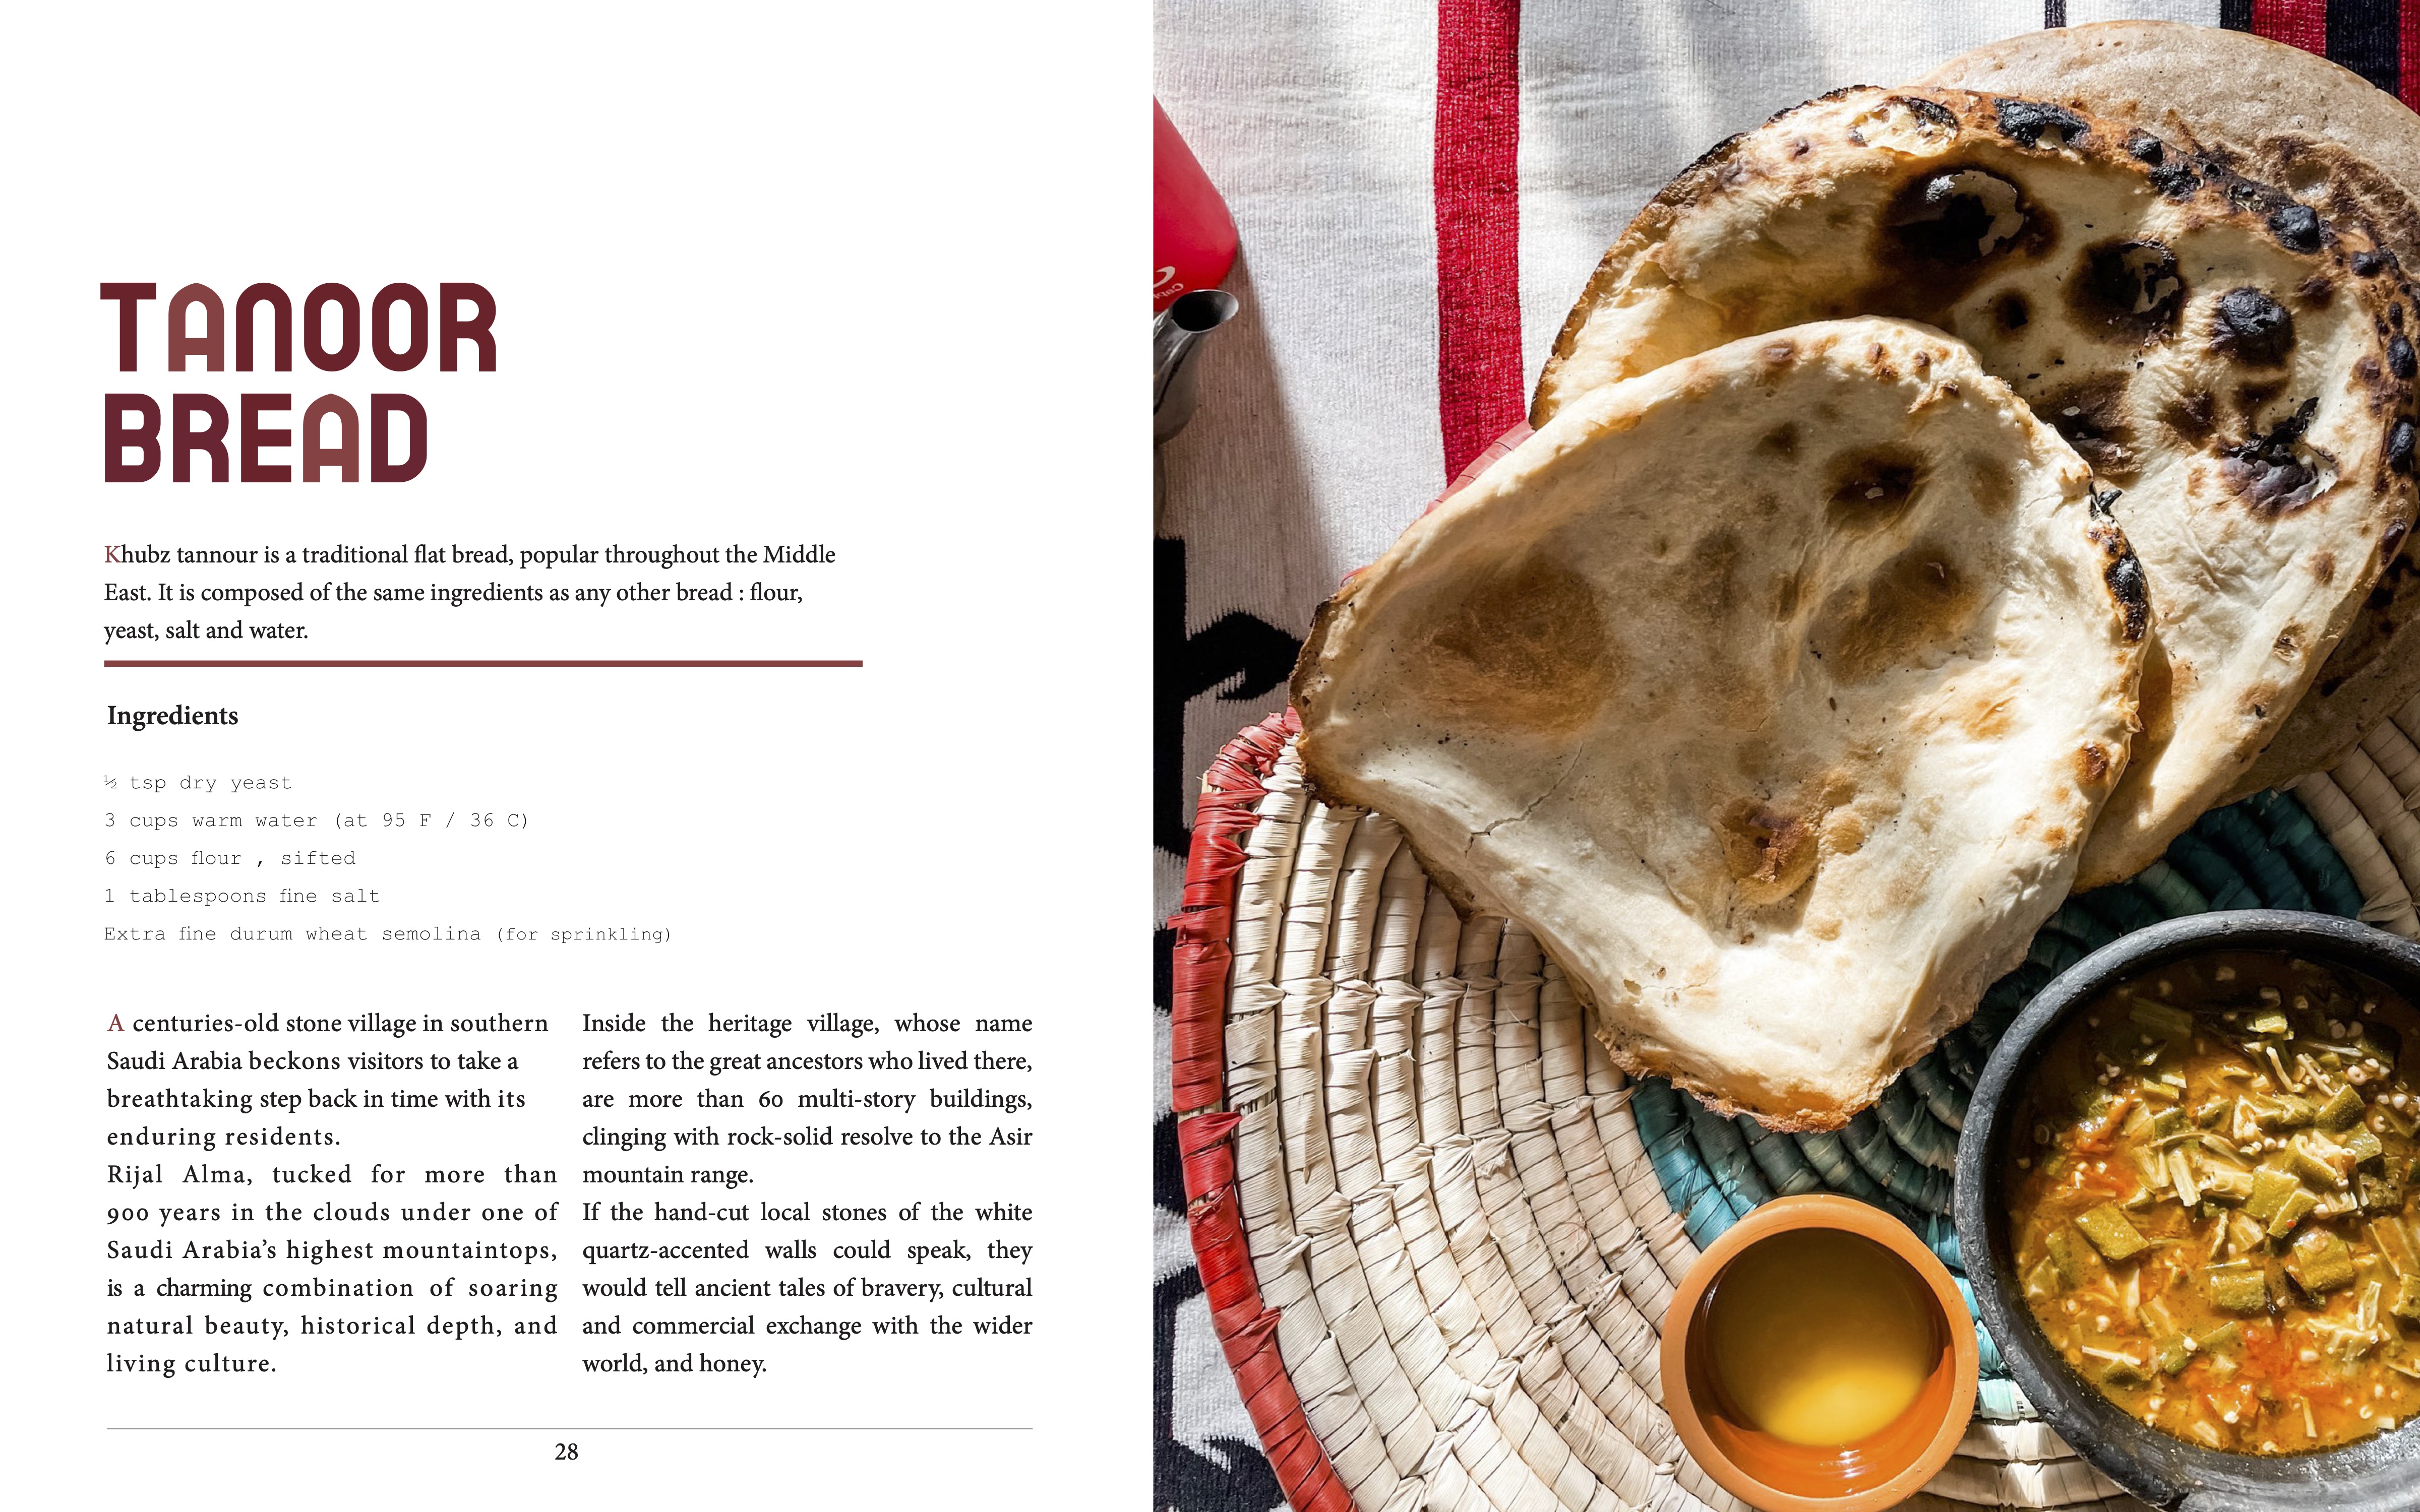 TANOOR
BREAD
Khubz tannour is a traditional flat bread, popular throughout the Middle
East. It is composed of the same ingredients as any other bread : flour,
yeast, salt and water.
Ingredients
½ tsp dry yeast
3 cups warm water (at 95 F / 36 C)
6 cups flour , sifted
1 tablespoons fine salt
Extra fine durum wheat semolina (for sprinkling)
A centuries-old stone village in southern
Saudi Arabia beckons visitors to take a
breathtaking step back in time with its
enduring residents.
Rijal Alma, tucked for more than
900 years in the clouds under one of
Saudi Arabia’s highest mountaintops,
is a charming combination of soaring
natural beauty, historical depth, and
living culture.
Inside the heritage village, whose name
refers to the great ancestors who lived there,
are more than 60 multi-story buildings,
clinging with rock-solid resolve to the Asir
mountain range.
If the hand-cut local stones of the white
quartz-accented walls could speak, they
would tell ancient tales of bravery, cultural
and commercial exchange with the wider
world, and honey.
28